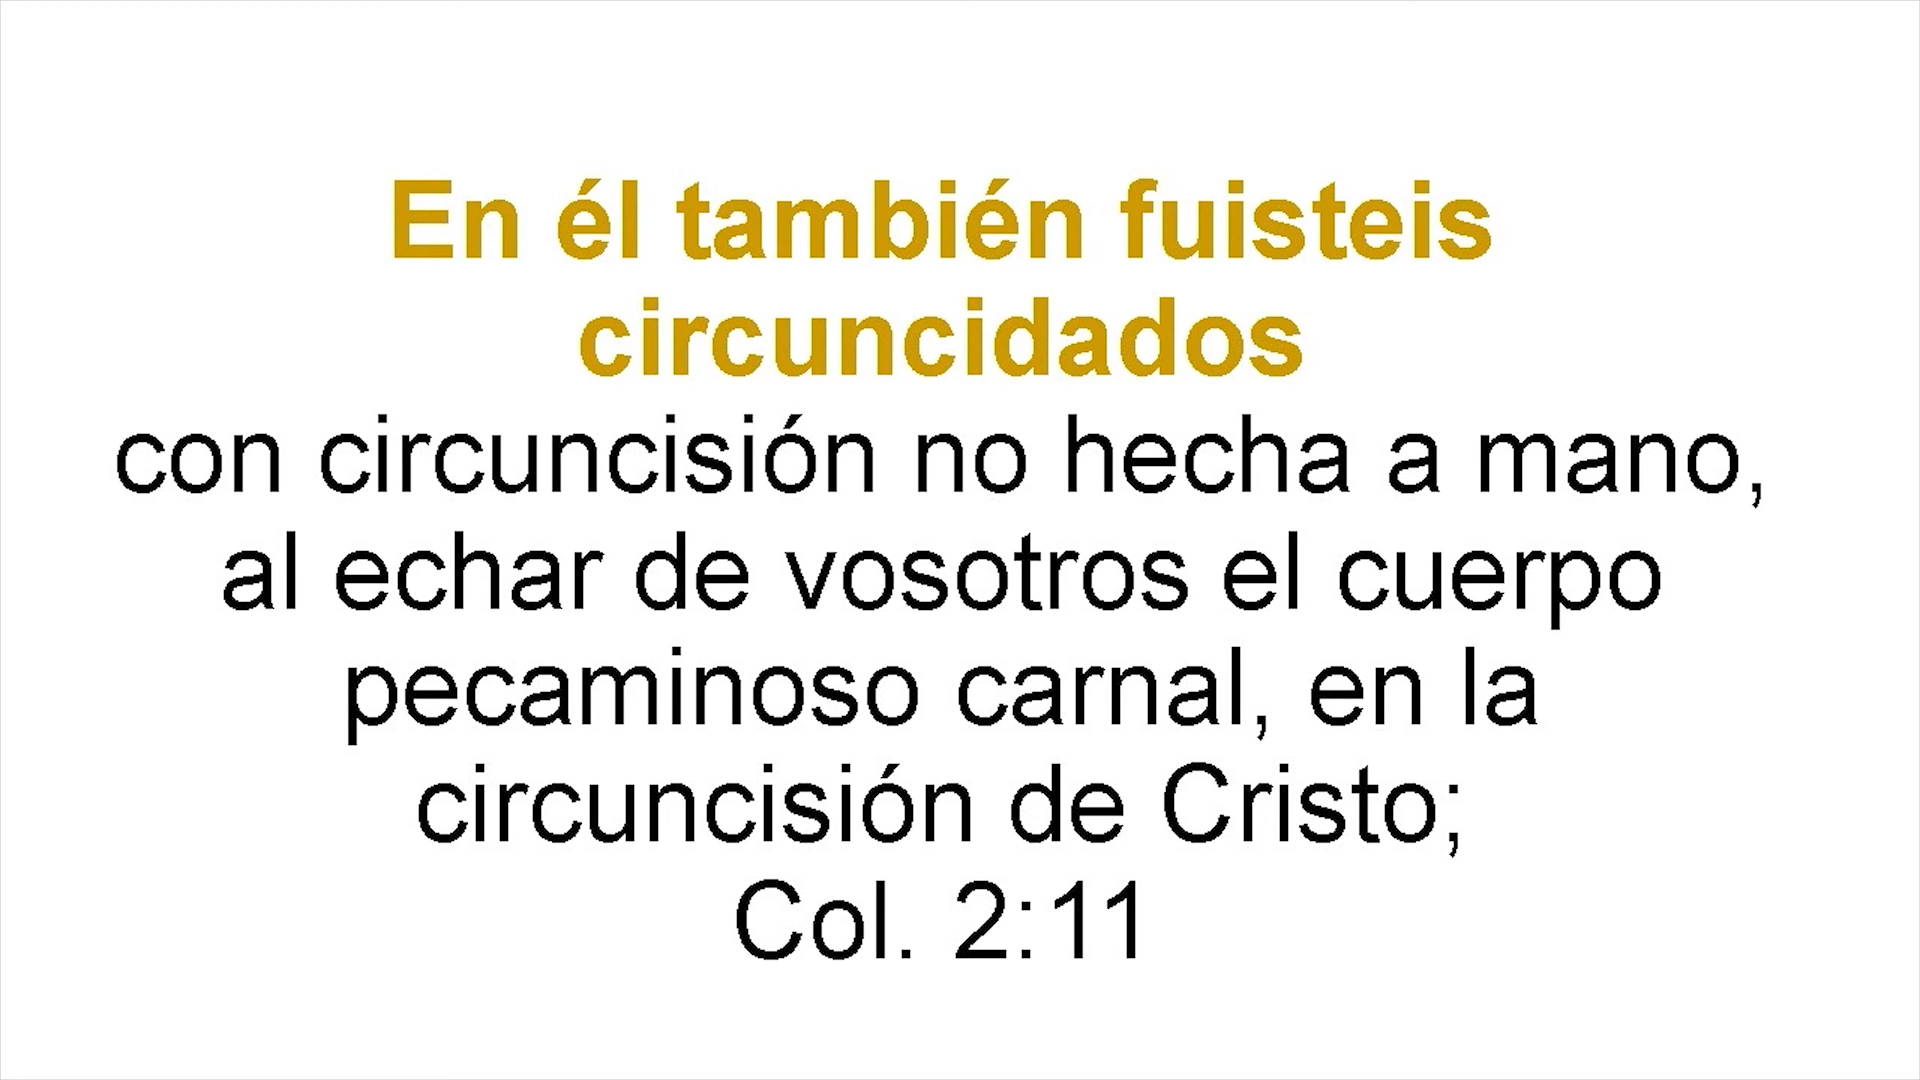 En él también fuisteis
circuncidados
con circuncisión no hecha a mano,
al echar de vosotros el cuerpo
pecaminoso carnal, en la
circuncisión de Cristo;
Col. 2:11